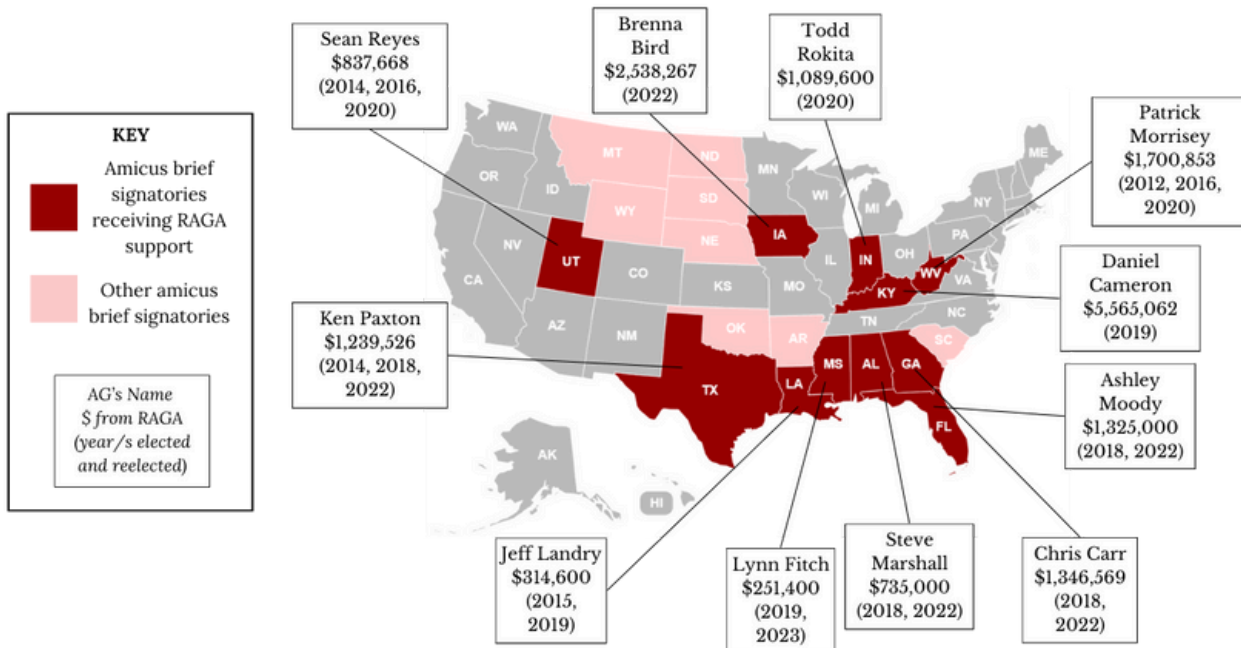 Sean Reyes
$837,668
(2014, 2016,
2020)
Brenna
Bird
$2,538,267
(2022)
Todd
Rokita
$1,089,600
(2020)
Patrick
Morrisey
$1,700,853
(2012, 2016,
2020)
KEY
Amicus brief
signatories
receiving RAGA
support
Other amicus
brief signatories
AG's Name
$ from RAGA
(year/s elected
and reelected)
Ken Paxton
$1,239,526
(2014, 2018,
2022)
Daniel
Cameron
$5,565,062
(2019)
Ashley
Moody
$1,325,000
(2018, 2022)
WA
MT
ND
MN
ME
OR
ID
SD
WI
MI
NY
WY
IA
PA
NE
NV
UT
CO
IL
IN
OH
WV
VA
CA
KS
MO
KY
NC
TN
AZ
NM
OK
AR
SC
MS
AL
GA
TX
LA
FL
AK
HI
Jeff Landry
$314,600
(2015,
2019)
Lynn Fitch
$251,400
(2019,
2023)
Steve
Marshall
$735,000
(2018, 2022)
Chris Carr
$1,346,569
(2018,
2022)